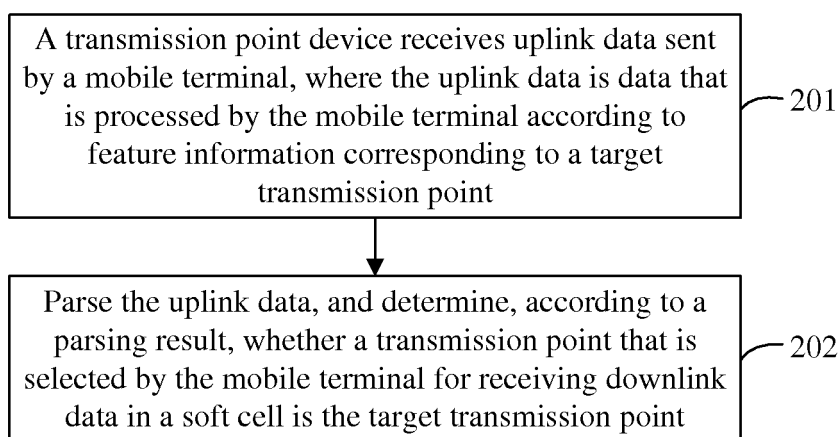 A transmission point device receives uplink data sent
by a mobile terminal, where the uplink data is data that
is processed by the mobile terminal according to
feature information corresponding to a target
transmission point
201
Parse the uplink data, and determine, according to a
parsing result, whether a transmission point that is
selected by the mobile terminal for receiving downlink
data in a soft cell is the target transmission point
202